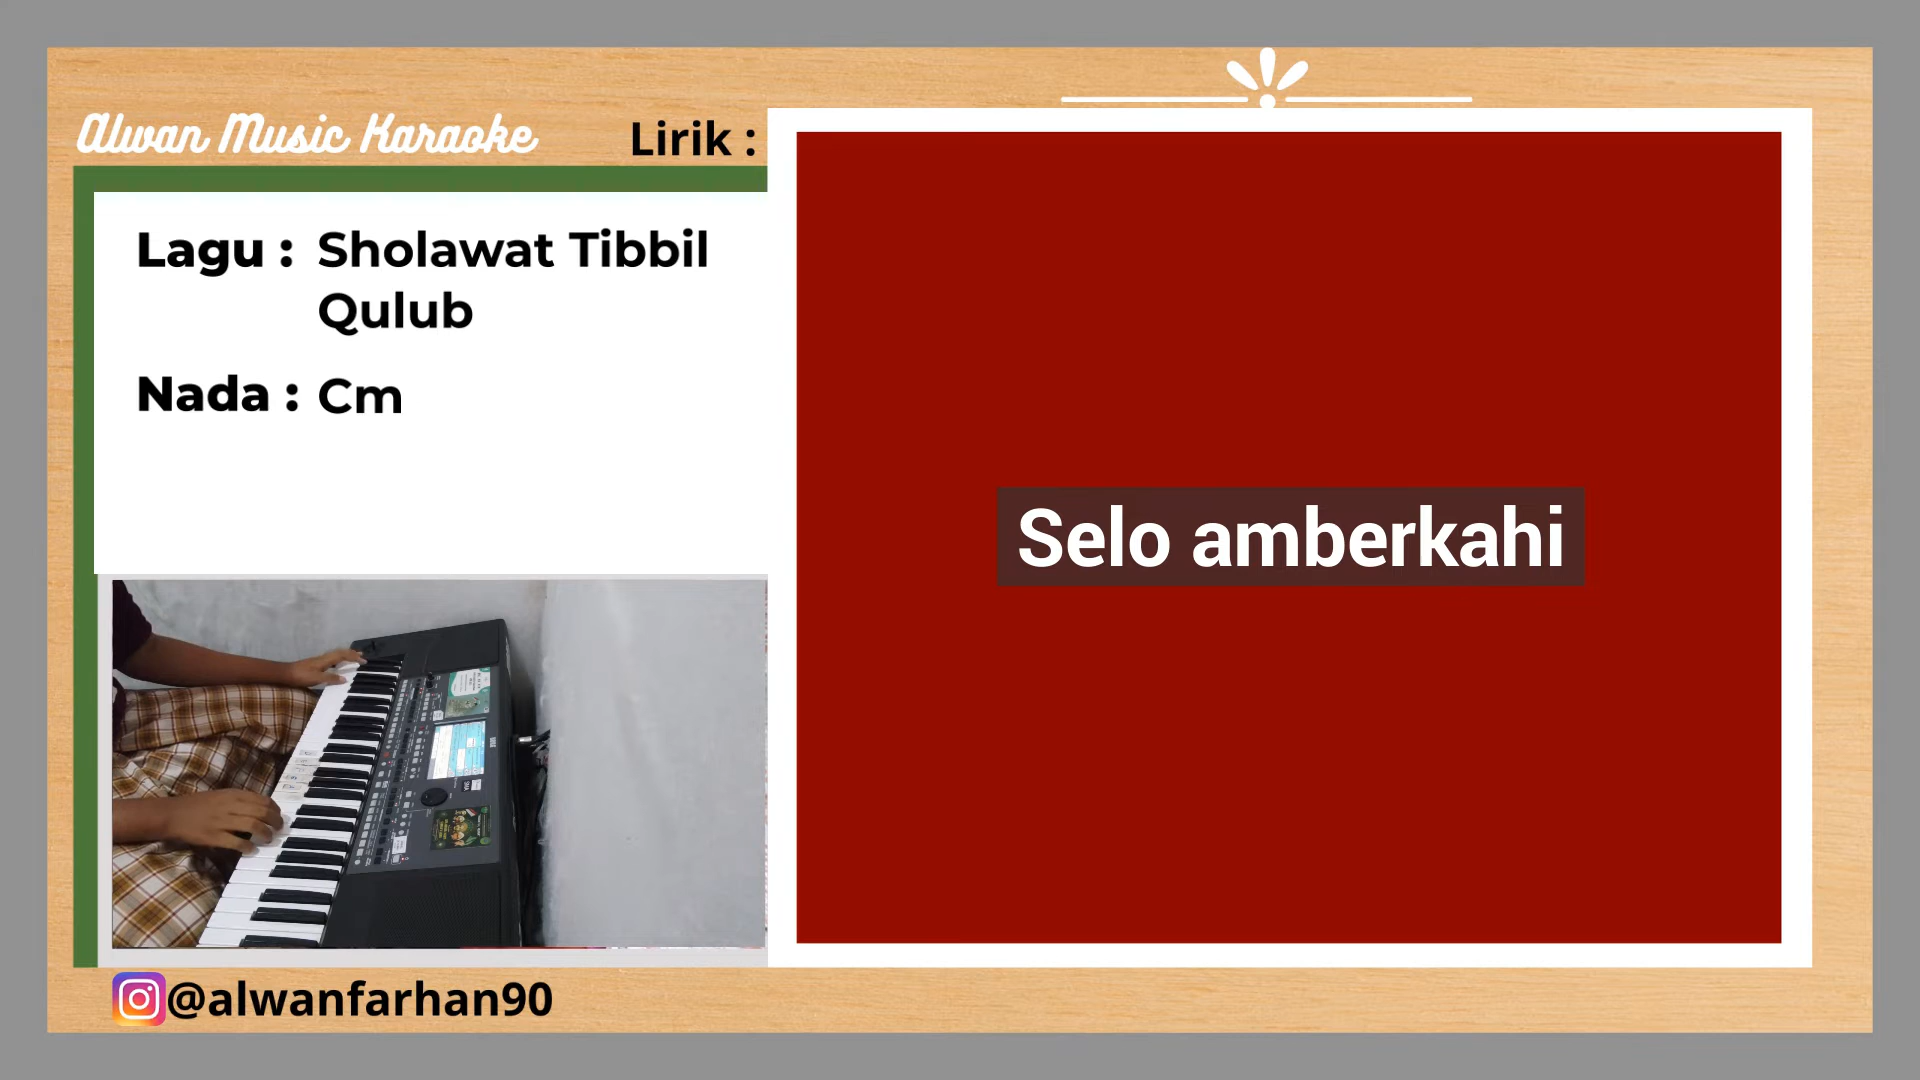 Alwan Music Karaoke
Lirik :
Lagu : Sholawat Tibbil
Qulub
Nada : Cm
Selo amberkahi
@alwanfarhan90